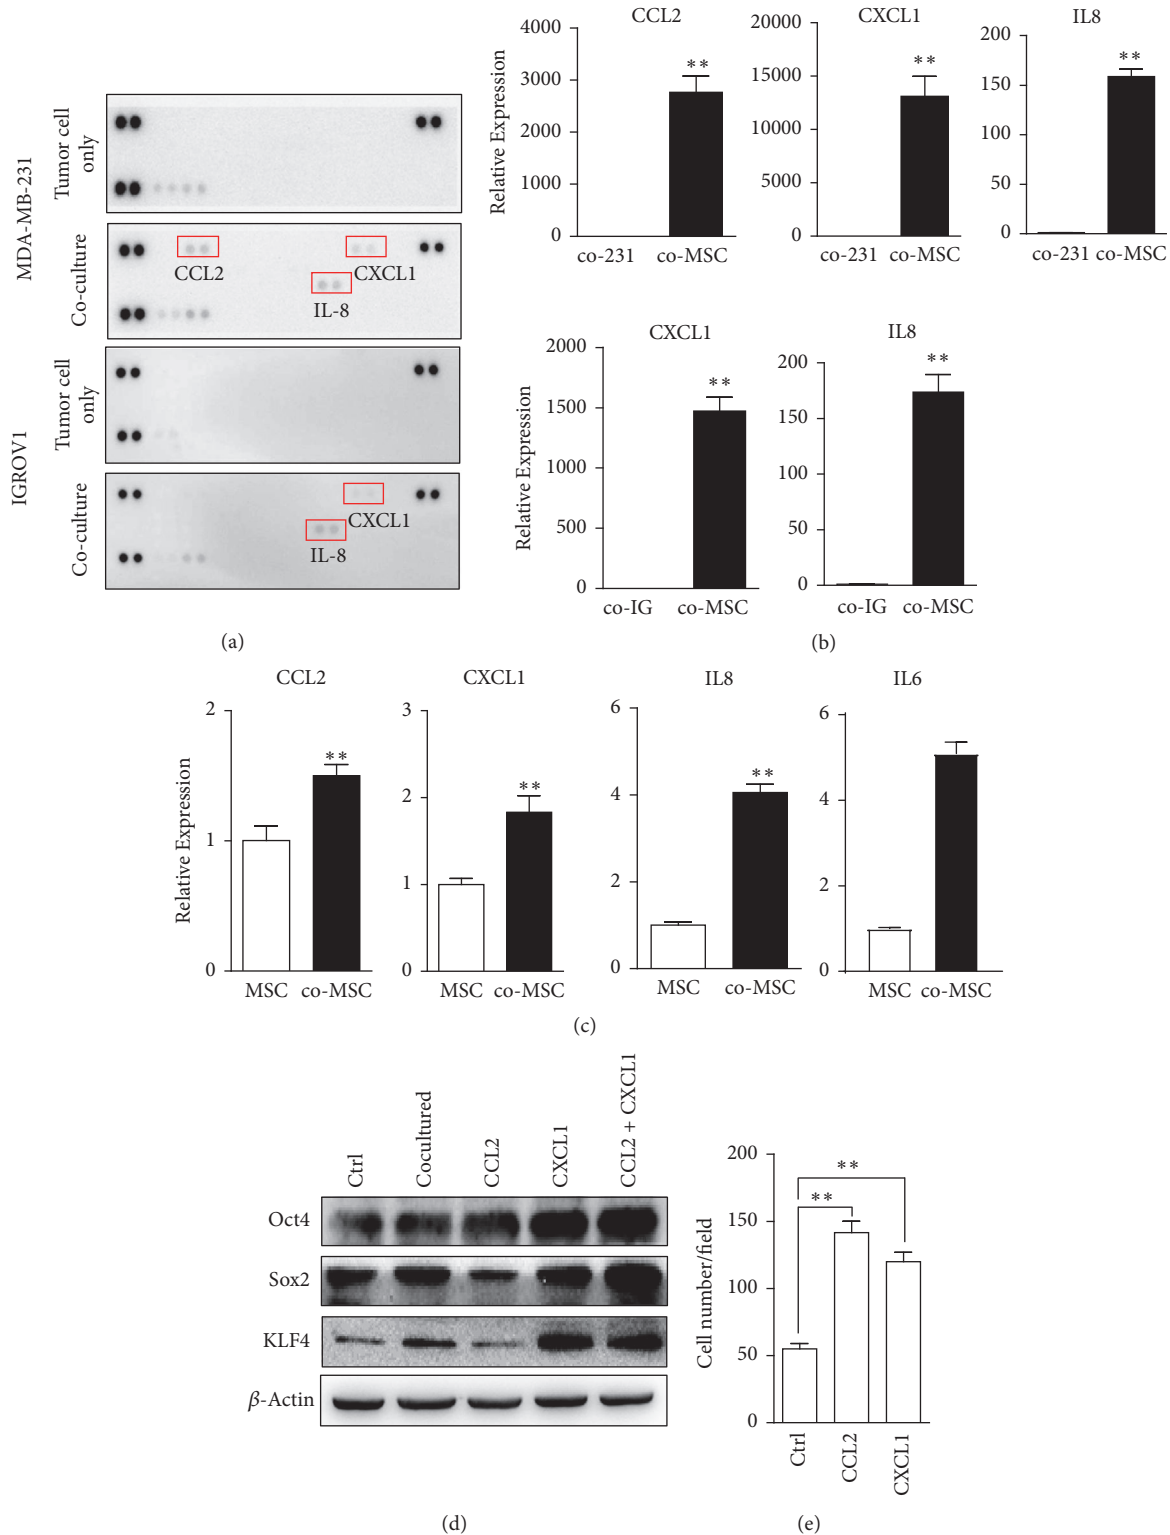 MDA-MB-231
Tumor cell
only
Co-culture
CCL2
CXCL1
IL-8
IGROV1
Tumor cell
only
Co-culture
CXCL1
IL-8
(a)
CCL2
Relative Expression
4000
3000
2000
1000
0
**
co-231 co-MSC
CXCL1
20000
15000
10000
5000
0
**
co-231 co-MSC
IL8
200
150
100
50
0
**
co-231 co-MSC
CXCL1
Relative Expression
2000
1500
1000
500
0
**
co-IG co-MSC
IL8
200
150
100
50
0
**
co-IG co-MSC
(b)
CCL2
Relative Expression
2
1
0
**
MSC co-MSC
CXCL1
3
2
1
0
**
MSC co-MSC
IL8
6
4
2
0
**
MSC co-MSC
IL6
6
4
2
0
MSC co-MSC
(c)
Ctrl
Cocultured
CCL2
CXCL1
CCL2 + CXCL1
Oct4
Sox2
KLF4
β-Actin
(d)
Cell number/field
200
150
100
50
0
**
**
Ctrl
CCL2
CXCL1
(e)